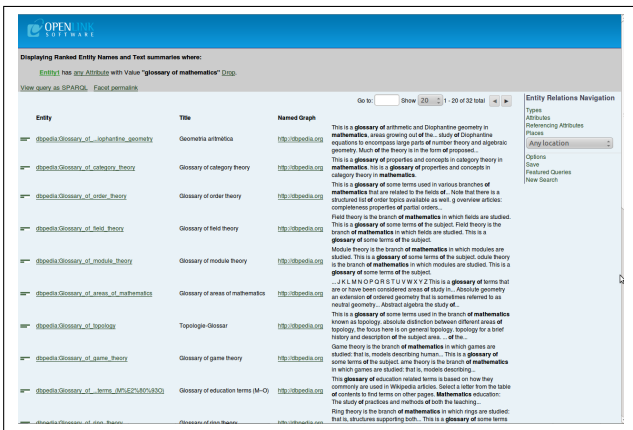 OPENLINK
SOFTWARE
Displaying Ranked Entity Names and Text summaries where:
Entity1 has any Attribute with Value "glossary of mathematics" Drop.
View query as SPARQL Facet permalink
Go to: Show 20 1 - 20 of 32 total
Entity Title Named Graph
dbpedia:Glossary_of_...iophantine_geometry Geometria aritmética http://dbpedia.org
This is a glossary of arithmetic and Diophantine geometry in
mathematics, areas growing out of the... study of Diophantine
equations to encompass large parts of number theory and algebraic
geometry. Much of the theory is in the form of proposed...
dbpedia:Glossary_of_category_theory Glossary of category theory http://dbpedia.org
This is a glossary of properties and concepts in category theory in
mathematics. his is a glossary of properties and concepts in
category theory in mathematics.
dbpedia:Glossary_of_order_theory Glossary of order theory http://dbpedia.org
This is a glossary of some terms used in various branches of
mathematics that are related to the fields of... Note that there is a
structured list of order topics available as well. g overview articles:
completeness properties of partial orders...
dbpedia:Glossary_of_field_theory Glossary of field theory http://dbpedia.org
Field theory is the branch of mathematics in which fields are studied.
This is a glossary of some terms of the subject. Field theory is the
branch of mathematics in which fields are studied. This is a
glossary of some terms of the subject.
dbpedia:Glossary_of_module_theory Glossary of module theory http://dbpedia.org
Module theory is the branch of mathematics in which modules are
studied. This is a glossary of some terms of the subject. odule theory
is the branch of mathematics in which modules are studied. This is a
glossary of some terms of the subject.
dbpedia:Glossary_of_areas_of_mathematics Glossary of areas of mathematics http://dbpedia.org
... J K L M N O P Q R S T U V W X Y Z This is a glossary of terms that
are or have been considered areas of study in... Absolute geometry
an extension of ordered geometry that is sometimes referred to as
neutral geometry... Abstract algebra the study of...
dbpedia:Glossary_of_topology Topologie-Glossar http://dbpedia.org
This is a glossary of some terms used in the branch of mathematics
known as topology. absolute distinction between different areas of
topology, the focus here is on general topology. topology for a brief
history and description of the subject area. ... of the...
dbpedia:Glossary_of_game_theory Glossary of game theory http://dbpedia.org
Game theory is the branch of mathematics in which games are
studied: that is, models describing human... This is a glossary of
some terms of the subject. ame theory is the branch of mathematics
in which games are studied: that is, models describing...
dbpedia:Glossary_of_...terms_(M%E2%80%93O) Glossary of education terms (M–O) http://dbpedia.org
This glossary of education related terms is based on how they
commonly are used in Wikipedia articles. Select a letter from the table
of contents to find terms on other pages. Mathematics education:
The study of practices and methods of both the teaching...
dbpedia:Glossary_of_ring_theory Glossary of ring theory http://dbpedia.org
Ring theory is the branch of mathematics in which rings are studied:
that is, structures supporting both... This is a glossary of some terms
Entity Relations Navigation
Types
Attributes
Referencing Attributes
Places
Any location
Options
Save
Featured Queries
New Search